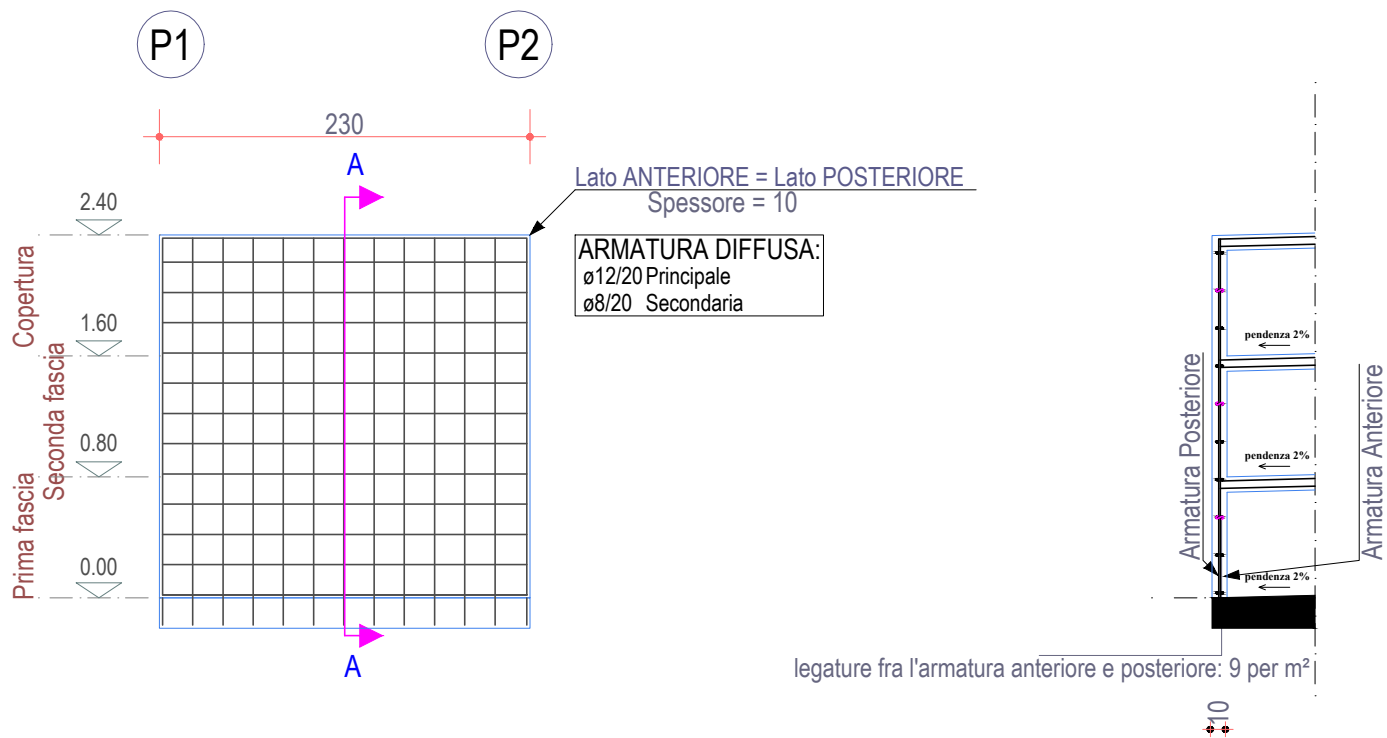 P1
P2
230
A
Lato ANTERIORE = Lato POSTERIORE
Spessore = 10
2.40
ARMATURA DIFFUSA:
ø12/20 Principale
ø8/20 Secondaria
Copertura
1.60
Seconda fascia
0.80
Prima fascia
0.00
A
pendenza 2%
pendenza 2%
pendenza 2%
Armatura Posteriore
Armatura Anteriore
legature fra l'armatura anteriore e posteriore: 9 per m²
10